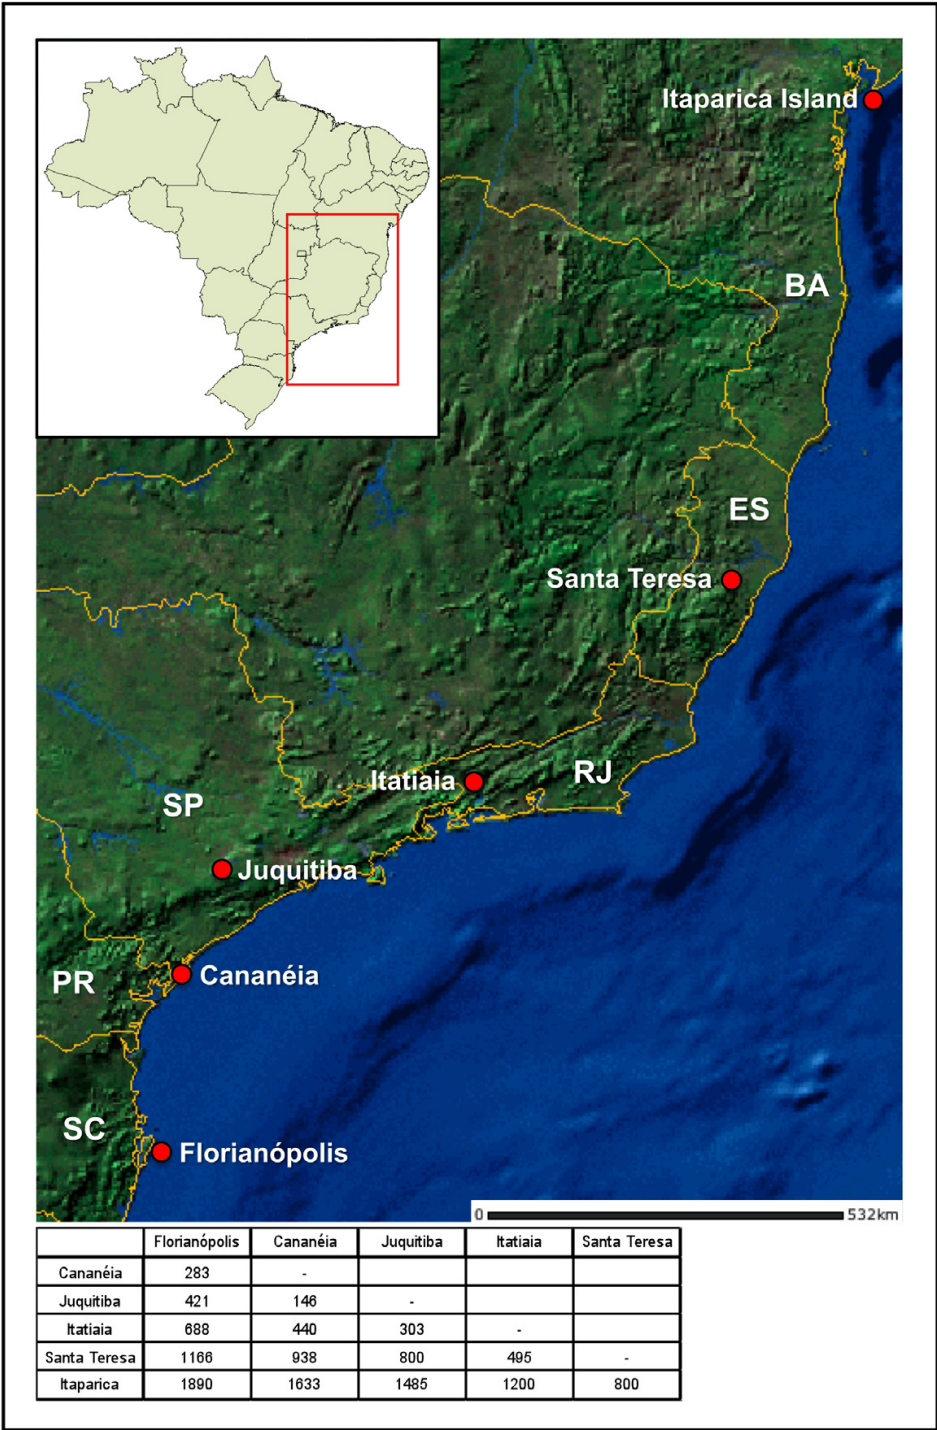 Itaparica Island
BA
ES
Santa Teresa
Itatiaia
RJ
SP
Juquitiba
Cananéia
PR
SC
Florianópolis
0 532km
Florianópolis Cananéia Juquitiba Itatiaia Santa Teresa
Cananéia 283 -
Juquitiba 421 146 -
Itatiaia 688 440 303 -
Santa Teresa 1166 938 800 495 -
Itaparica 1890 1633 1485 1200 800